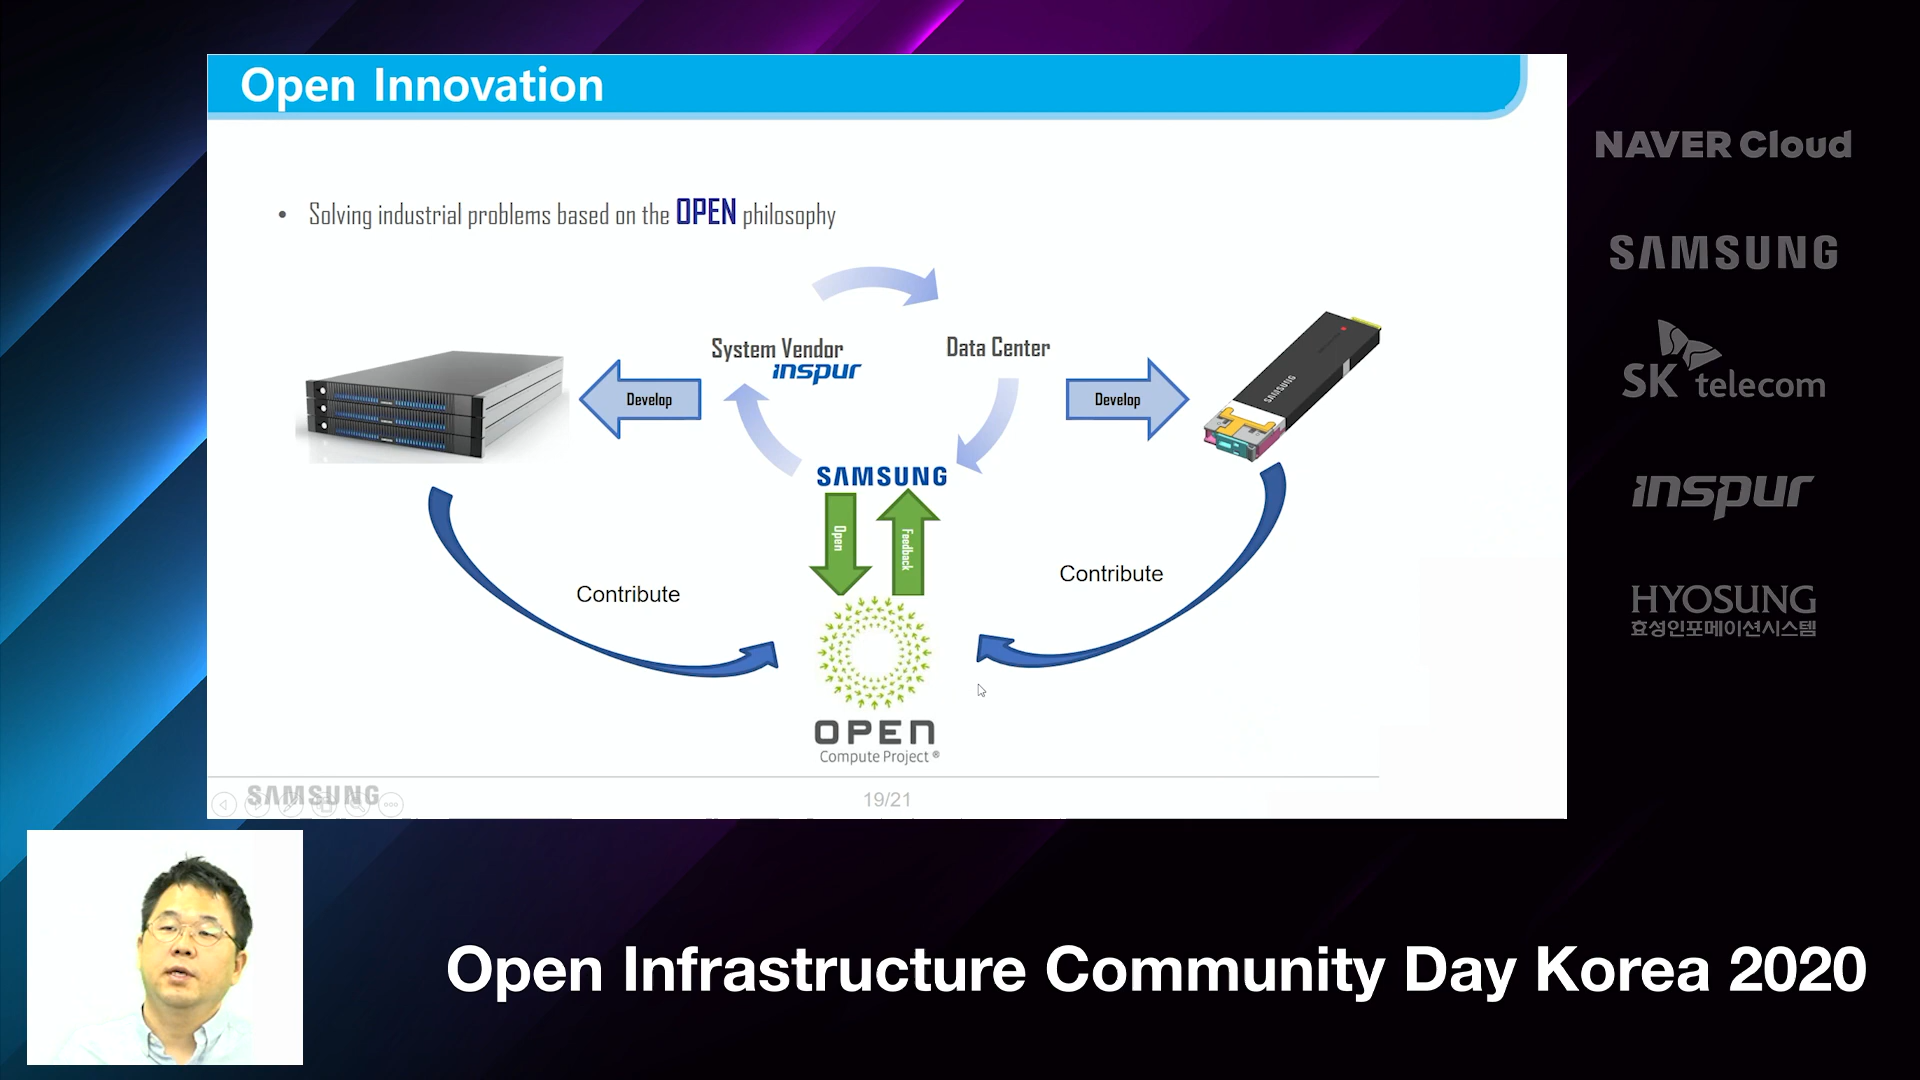 Open Innovation
• Solving industrial problems based on the OPEN philosophy
System Vendor
inspur
Data Center
Develop
Develop
SAMSUNG
SAMSUNG
Open
Feedback
Contribute
Contribute
OPEN
Compute Project ®
SAMSUNG
19/21
NAVER Cloud
SAMSUNG
SK telecom
inspur
HYOSUNG
효성인포메이션시스템
Open Infrastructure Community Day Korea 2020